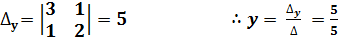 Δy = |3 1; 1 2| = 5 ∴ y = Δy/Δ = 5/5